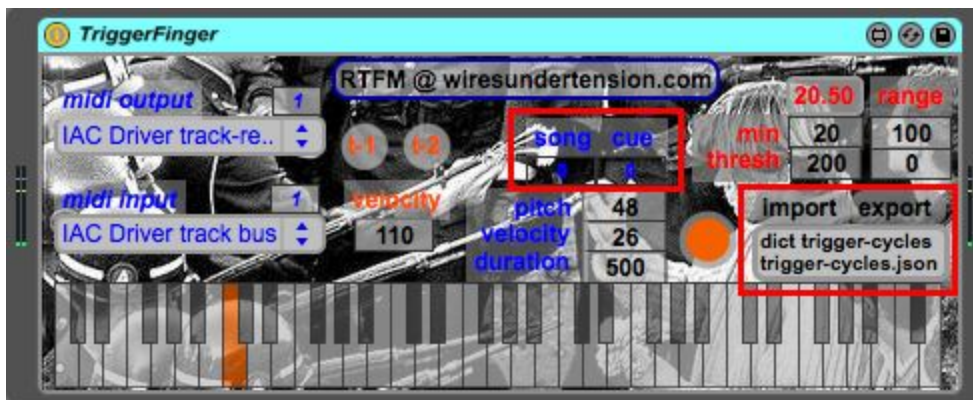 TriggerFinger
RTFM @ wiresundertension.com
midi output 1
IAC Driver track-re..
t-1 t-2
song cue
0 0
20.50 range
min 20 100
thresh 200 0
midi input 1
IAC Driver track bus
velocity
110
pitch 48
velocity 26
duration 500
import export
dict trigger-cycles
trigger-cycles.json
A